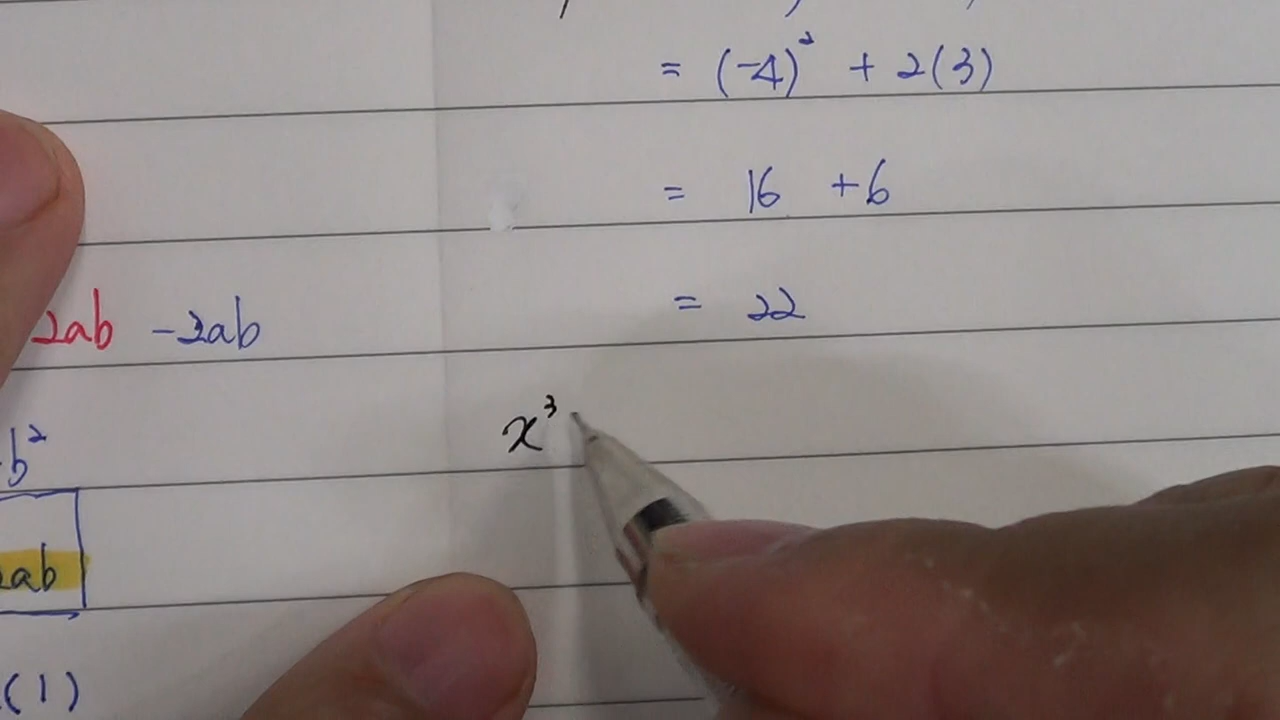 = (-4)² + 2(3)
= 16 +6
= 22
2ab -2ab
x³
b²
ab
(1)